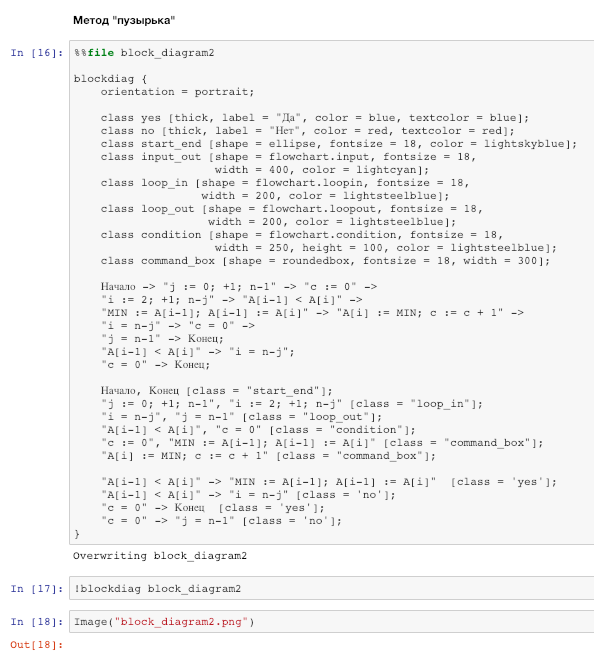 Метод "пузырька"
In [16]: %%file block_diagram2
blockdiag {
orientation = portrait;
class yes [thick, label = "Да", color = blue, textcolor = blue];
class no [thick, label = "Нет", color = red, textcolor = red];
class start_end [shape = ellipse, fontsize = 18, color = lightskyblue];
class input_out [shape = flowchart.input, fontsize = 18,
width = 400, color = lightcyan];
class loop_in [shape = flowchart.loopin, fontsize = 18,
width = 200, color = lightsteelblue];
class loop_out [shape = flowchart.loopout, fontsize = 18,
width = 200, color = lightsteelblue];
class condition [shape = flowchart.condition, fontsize = 18,
width = 250, height = 100, color = lightsteelblue];
class command_box [shape = roundedbox, fontsize = 18, width = 300];
Начало -> "j := 0; +1; n-1" -> "c := 0" ->
"i := 2; +1; n-j" -> "A[i-1] < A[i]" ->
"MIN := A[i-1]; A[i-1] := A[i]" -> "A[i] := MIN; c := c + 1" ->
"i = n-j" -> "c = 0" ->
"j = n-1" -> Конец;
"A[i-1] < A[i]" -> "i = n-j";
"c = 0" -> Конец;
Начало, Конец [class = "start_end"];
"j := 0; +1; n-1", "i := 2; +1; n-j" [class = "loop_in"];
"i = n-j", "j = n-1" [class = "loop_out"];
"A[i-1] < A[i]", "c = 0" [class = "condition"];
"c := 0", "MIN := A[i-1]; A[i-1] := A[i]" [class = "command_box"];
"A[i] := MIN; c := c + 1" [class = "command_box"];
"A[i-1] < A[i]" -> "MIN := A[i-1]; A[i-1] := A[i]"  [class = 'yes'];
"A[i-1] < A[i]" -> "i = n-j" [class = 'no'];
"c = 0" -> Конец  [class = 'yes'];
"c = 0" -> "j = n-1" [class = 'no'];
}
Overwriting block_diagram2
In [17]: !blockdiag block_diagram2
In [18]: Image("block_diagram2.png")
Out[18]: